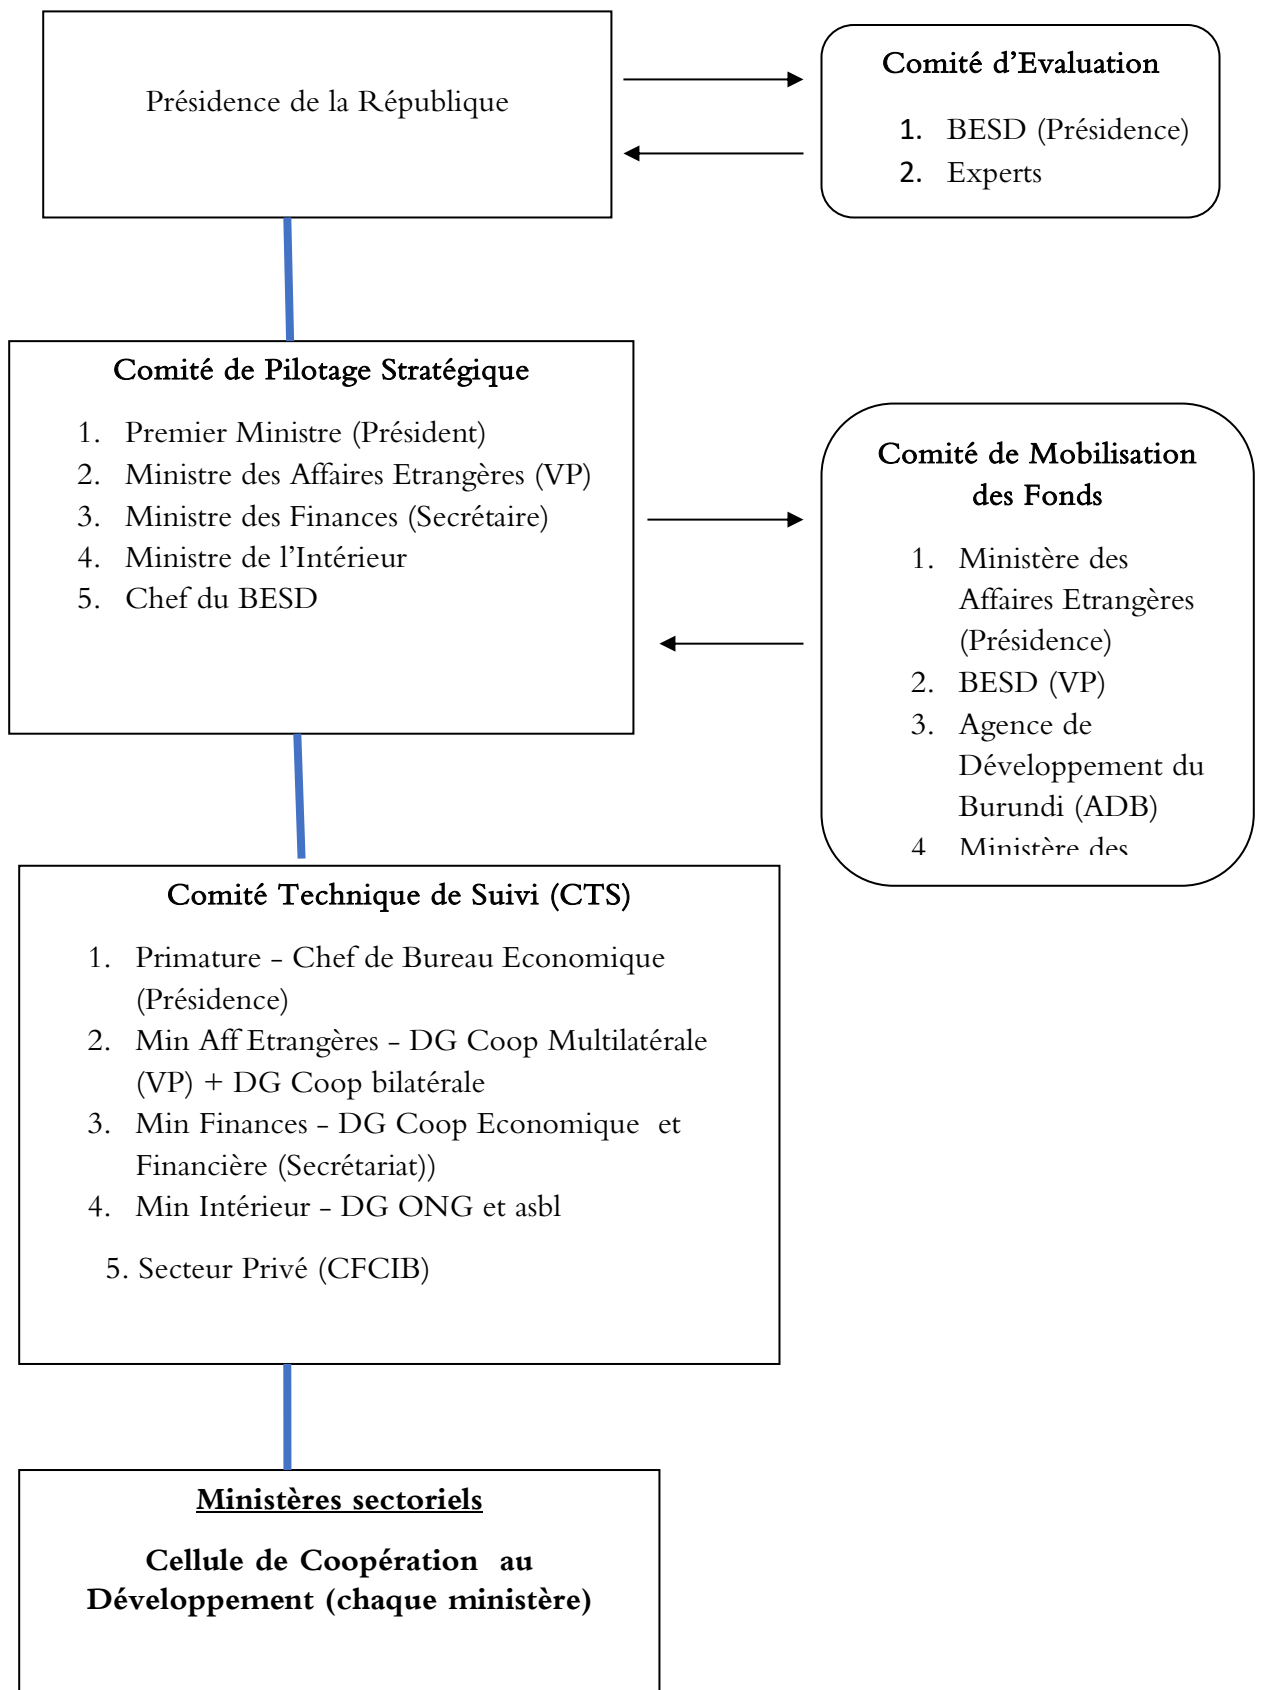 Présidence de la République
Comité d’Evaluation
1. BESD (Présidence)
2. Experts
Comité de Pilotage Stratégique
1. Premier Ministre (Président)
2. Ministre des Affaires Etrangères (VP)
3. Ministre des Finances (Secrétaire)
4. Ministre de l’Intérieur
5. Chef du BESD
Comité de Mobilisation
des Fonds
1. Ministère des
Affaires Etrangères
(Présidence)
2. BESD (VP)
3. Agence de
Développement du
Burundi (ADB)
4 Ministère des
Comité Technique de Suivi (CTS)
1. Primature – Chef de Bureau Economique
(Présidence)
2. Min Aff Etrangères – DG Coop Multilatérale
(VP) + DG Coop bilatérale
3. Min Finances – DG Coop Economique  et
Financière (Secrétariat))
4. Min Intérieur – DG ONG et asbl
5. Secteur Privé (CFCIB)
Ministères sectoriels
Cellule de Coopération  au
Développement (chaque ministère)